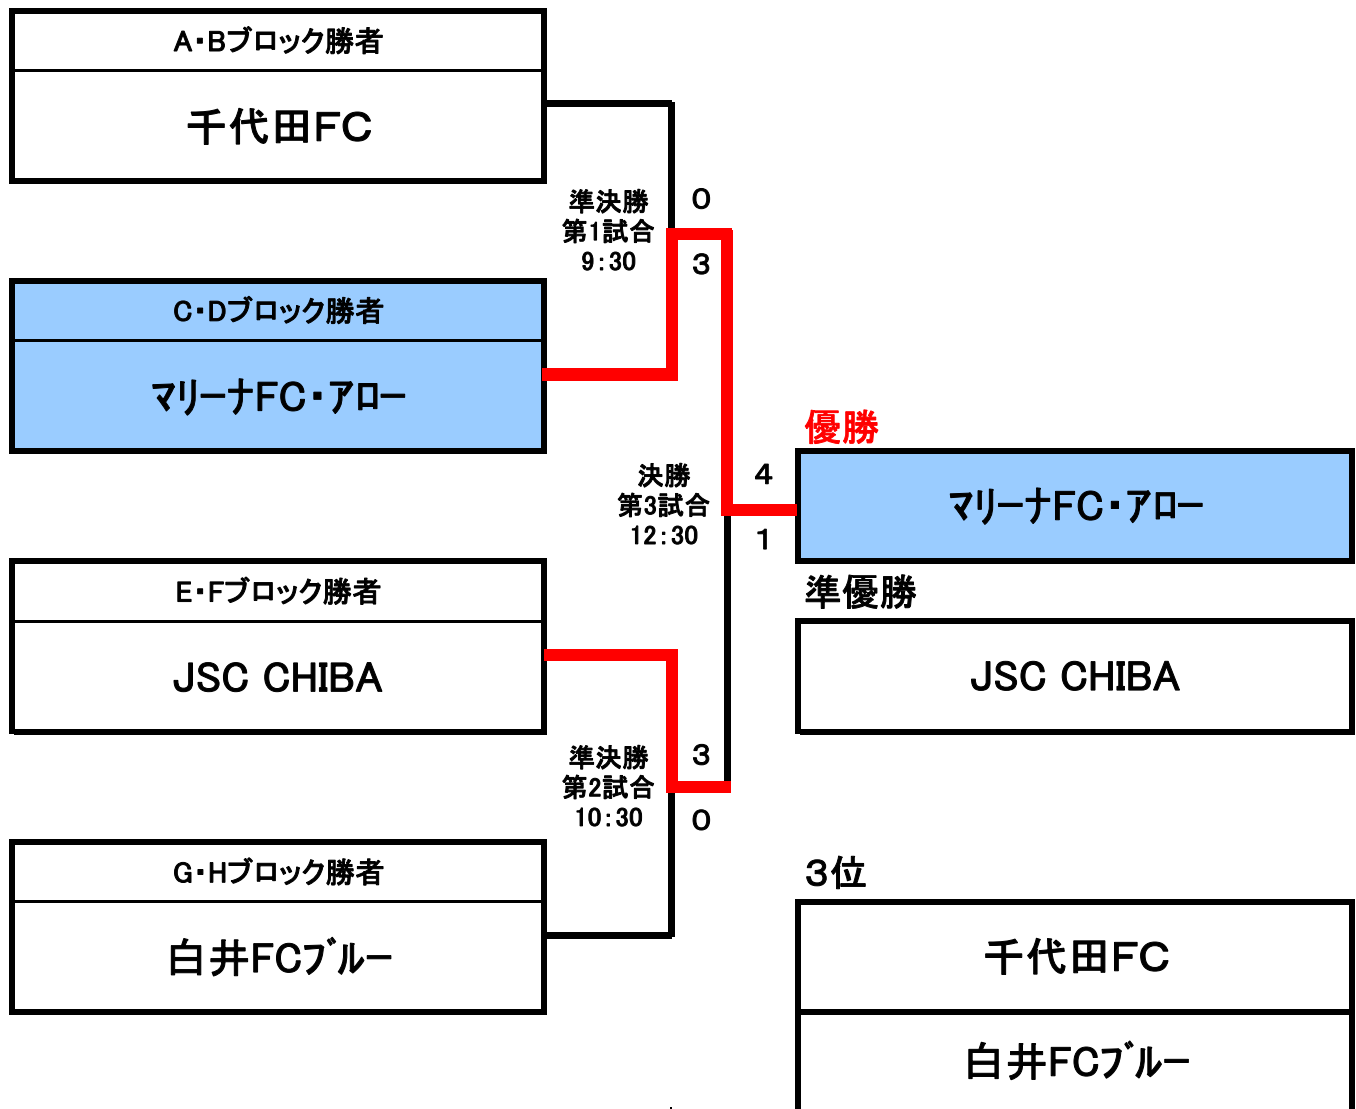 A・Bブロック勝者
千代田FC
準決勝
第1試合
9:30
0
3
C・Dブロック勝者
マリーナFC・アロー
決勝
第3試合
12:30
4
1
優勝
マリーナFC・アロー
準優勝
JSC CHIBA
E・Fブロック勝者
JSC CHIBA
準決勝
第2試合
10:30
3
0
G・Hブロック勝者
白井FCブルー
3位
千代田FC
白井FCブルー